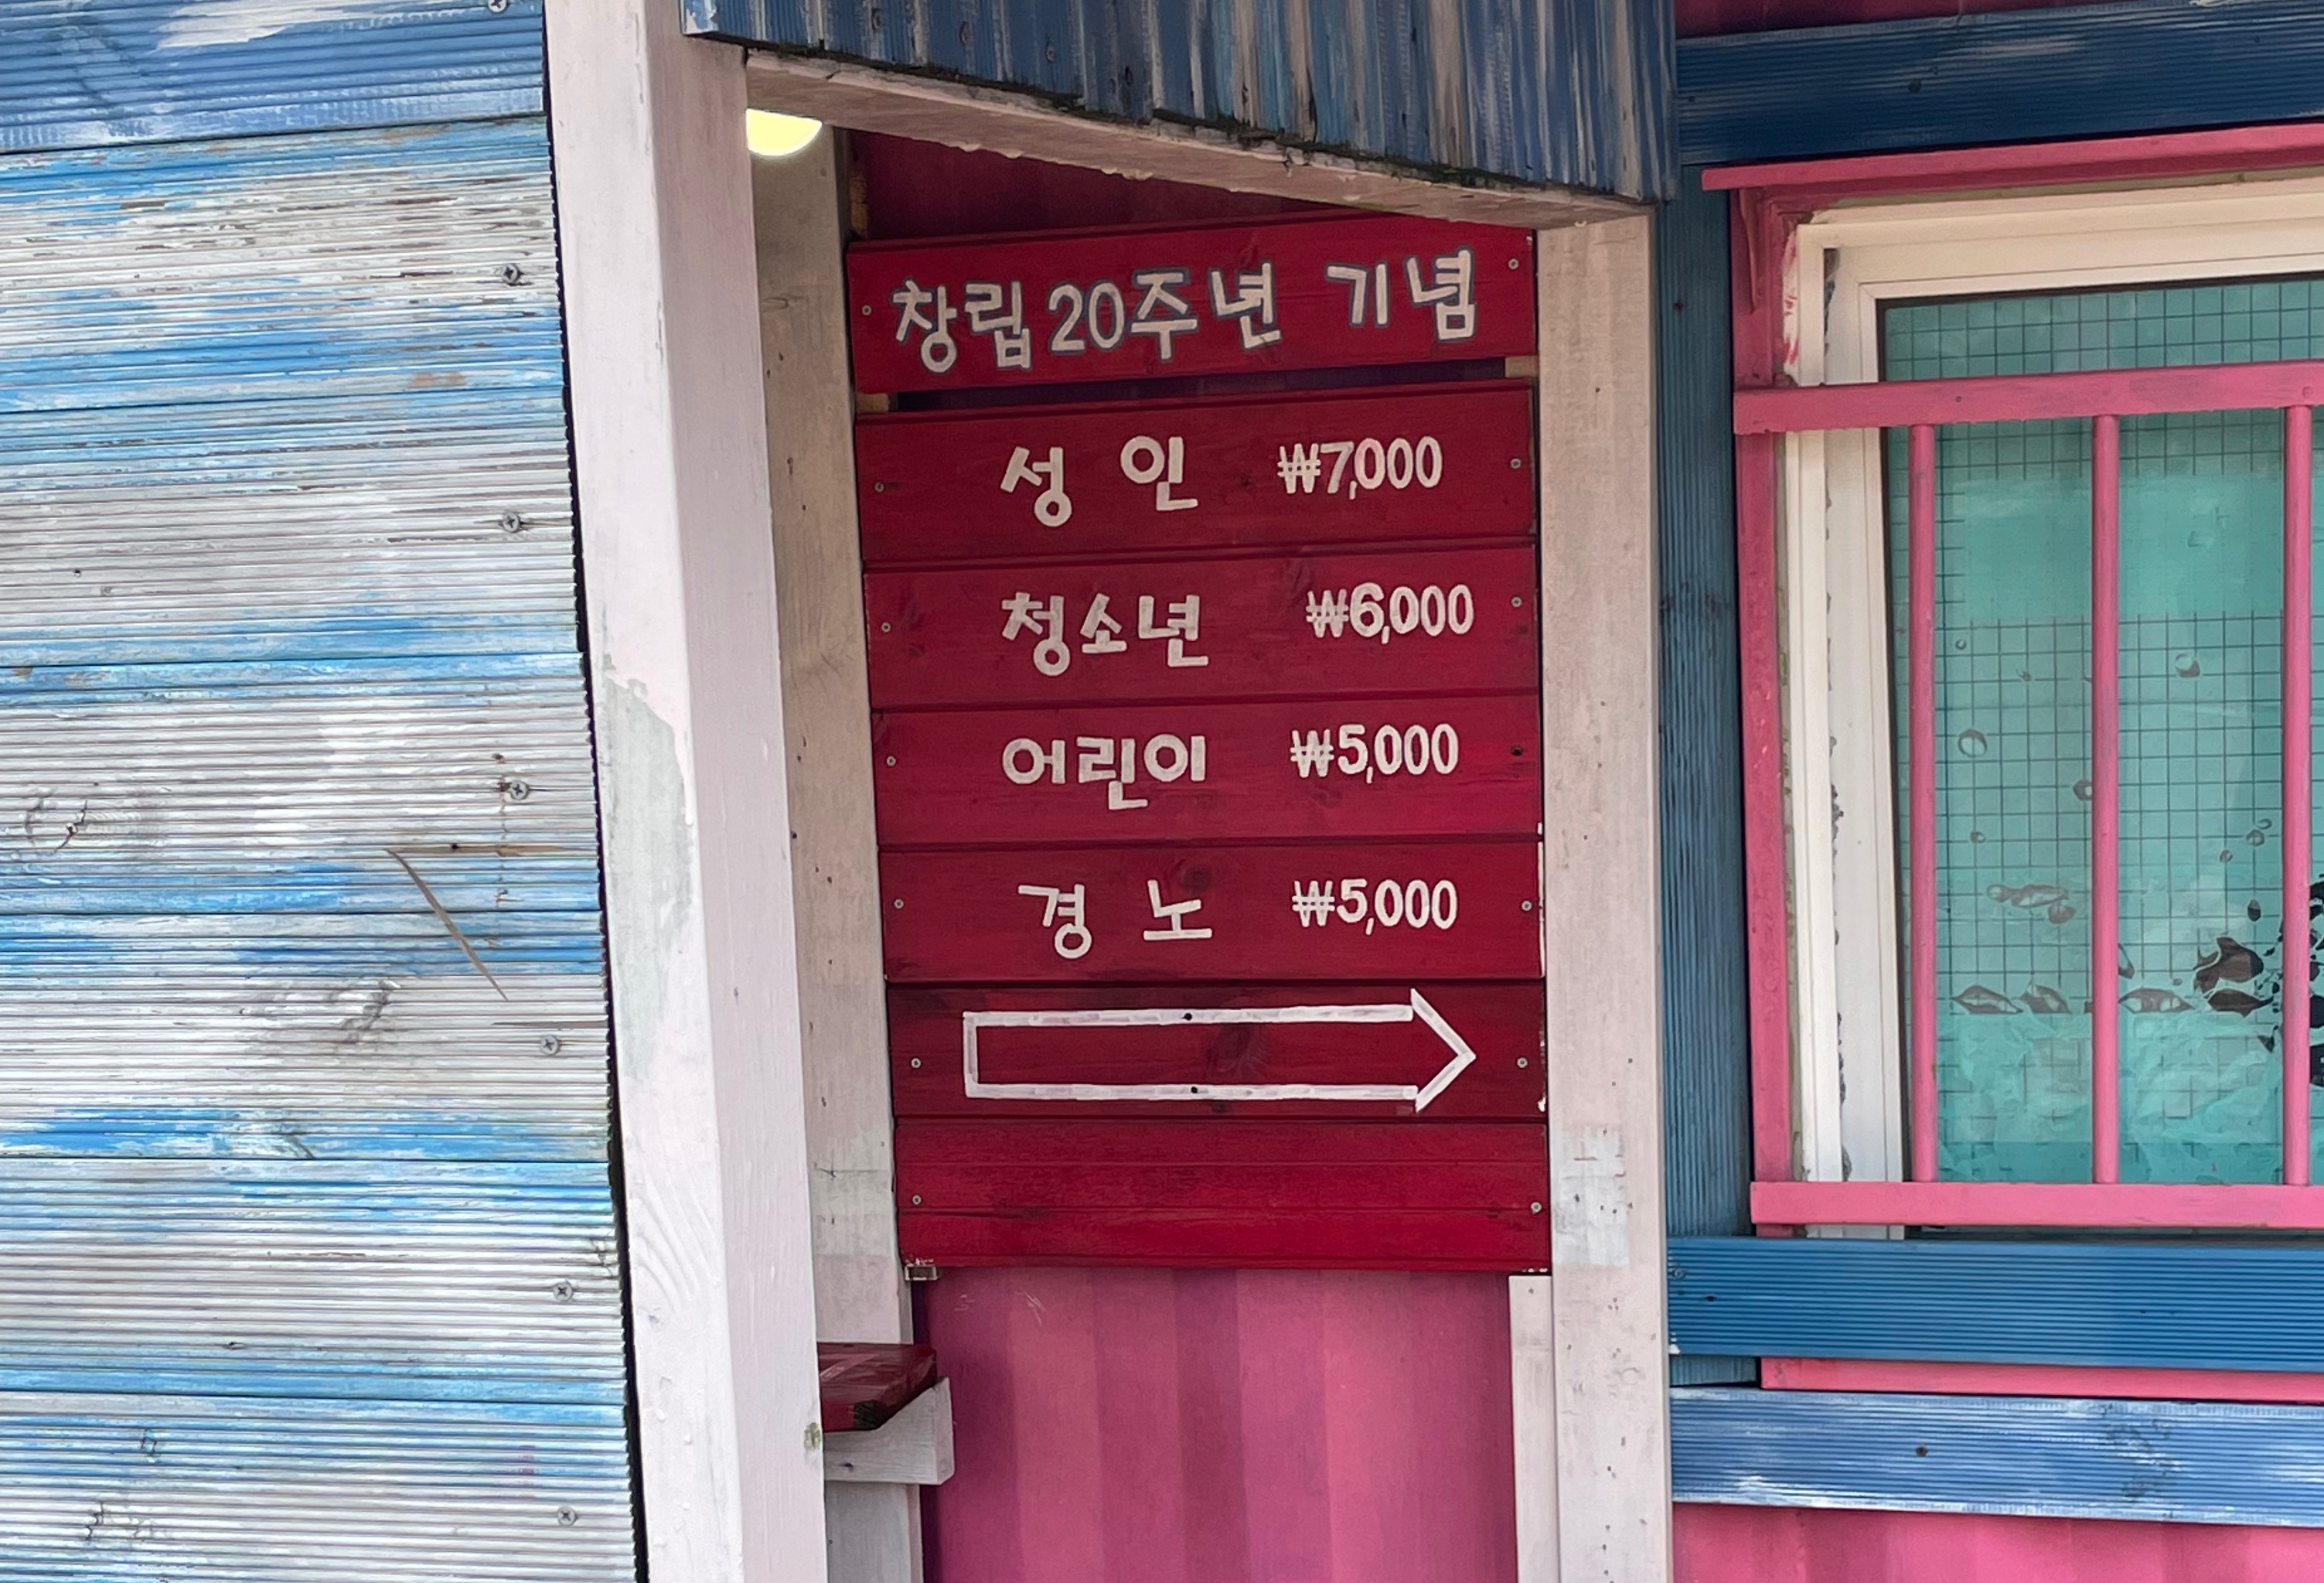 창립20주년 기념
성 인 ₩7,000
청소년 ₩6,000
어린이 ₩5,000
경 노 ₩5,000